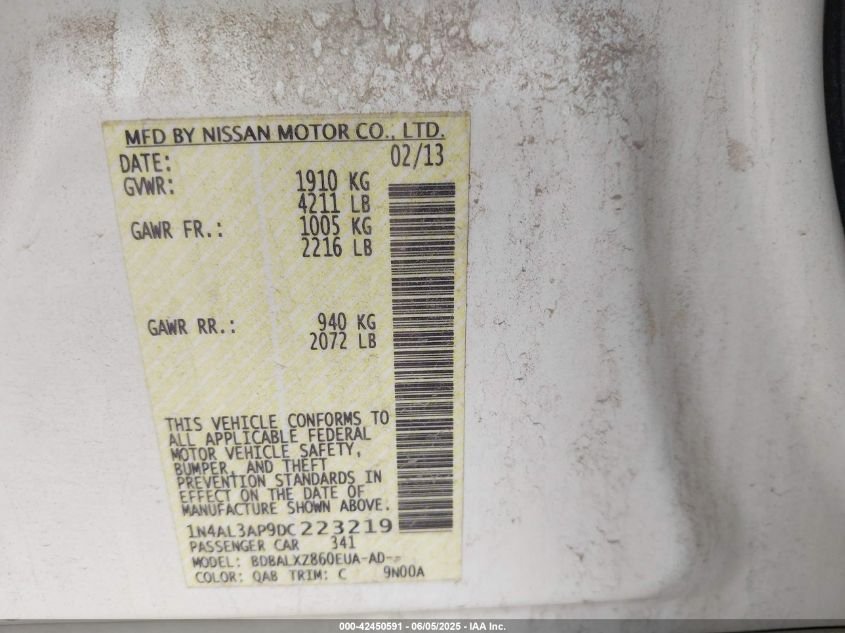 MFD BY NISSAN MOTOR CO., LTD.
DATE: 02/13
GVWR: 1910 KG
4211 LB
GAWR FR.: 1005 KG
2216 LB
GAWR RR.: 940 KG
2072 LB
THIS VEHICLE CONFORMS TO
ALL APPLICABLE FEDERAL
MOTOR VEHICLE SAFETY,
BUMPER, AND THEFT
PREVENTION STANDARDS IN
EFFECT ON THE DATE OF
MANUFACTURE SHOWN ABOVE.
1N4AL3AP9DC223219
PASSENGER CAR 341
MODEL: BDBALXZ860EUA-AD--
COLOR: QAB TRIM: C 9N00A
000-42450591 - 06/05/2025 - IAA Inc.